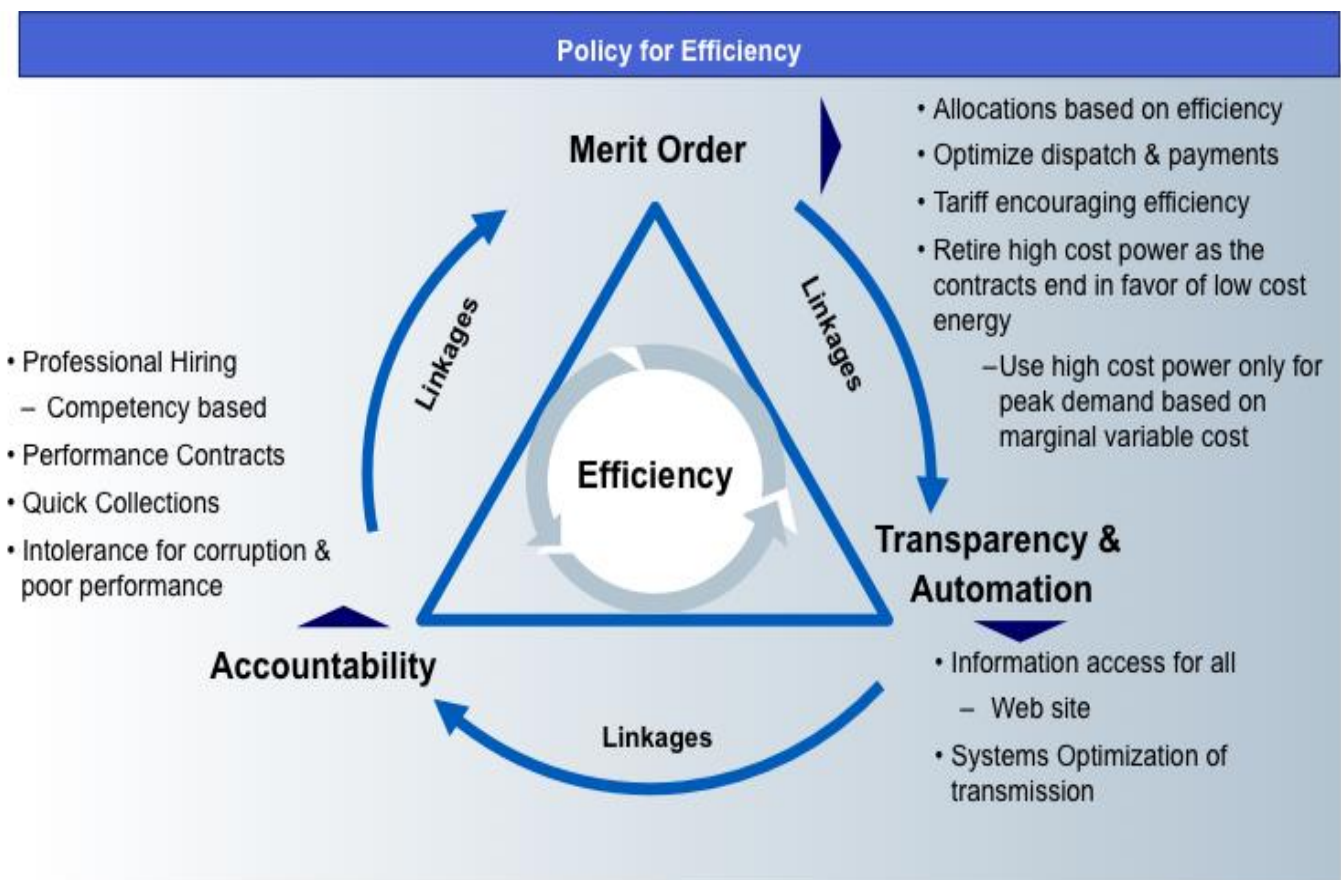 Policy for Efficiency
Merit Order
• Allocations based on efficiency
• Optimize dispatch & payments
• Tariff encouraging efficiency
• Retire high cost power as the
contracts end in favor of low cost
energy
–Use high cost power only for
peak demand based on
marginal variable cost
Linkages
Linkages
• Professional Hiring
– Competency based
• Performance Contracts
• Quick Collections
• Intolerance for corruption &
poor performance
Efficiency
Transparency &
Automation
Accountability
• Information access for all
– Web site
• Systems Optimization of
transmission
Linkages